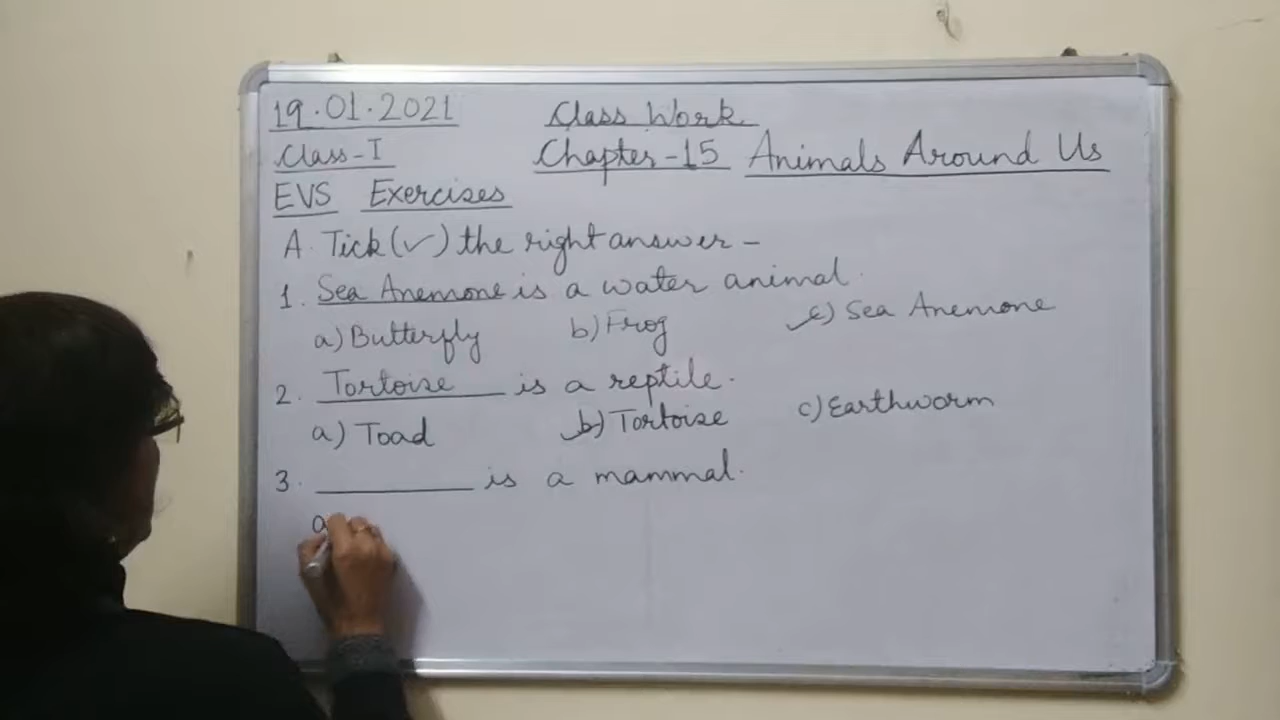 19.01.2021 Class Work
Class-I Chapter-15 Animals Around Us
EVS Exercises
A. Tick (✓) the right answer -
1. Sea Anemone is a water animal.
a) Butterfly b) Frog ✓c) Sea Anemone
2. Tortoise is a reptile.
a) Toad ✓b) Tortoise c) Earthworm
3. ________ is a mammal.
a